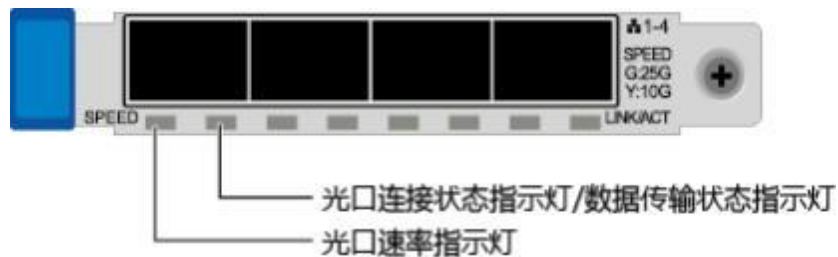 1-4
SPEED
G:25G
Y:10G
SPEED
LINK/ACT
光口连接状态指示灯/数据传输状态指示灯
光口速率指示灯